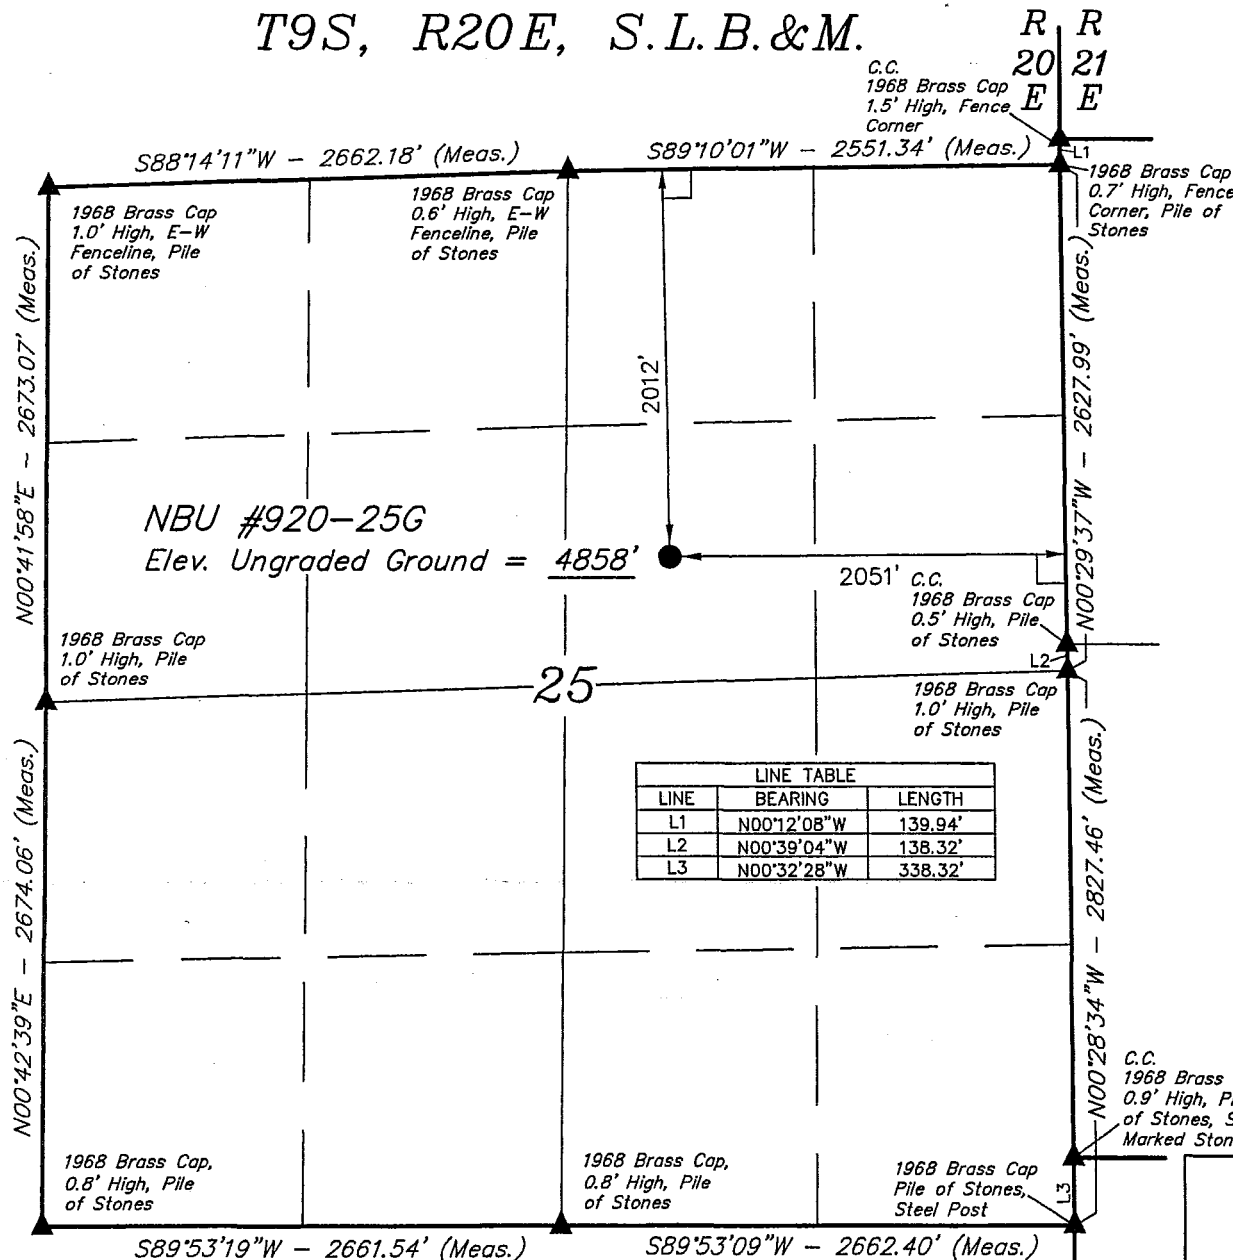 T9S, R20E, S.L.B.&M.
R R
20 21
E E
C.C.
1968 Brass Cap
1.5' High, Fence
Corner
S88°14'11"W - 2662.18' (Meas.)
S89°10'01"W - 2551.34' (Meas.)
L1
1968 Brass Cap
1.0' High, E-W
Fenceline, Pile
of Stones
1968 Brass Cap
0.6' High, E-W
Fenceline, Pile
of Stones
1968 Brass Cap
0.7' High, Fence
Corner, Pile of
Stones
N00°41'58"E - 2673.07' (Meas.)
2012'
N00°29'37"W - 2627.99' (Meas.)
NBU #920-25G
Elev. Ungraded Ground = 4858'
2051'
C.C.
1968 Brass Cap
0.5' High, Pile
of Stones
1968 Brass Cap
1.0' High, Pile
of Stones
L2
25
1968 Brass Cap
1.0' High, Pile
of Stones
LINE TABLE
LINE BEARING LENGTH
L1 N00°12'08"W 139.94'
L2 N00°39'04"W 138.32'
L3 N00°32'28"W 338.32'
N00°42'39"E - 2674.06' (Meas.)
N00°28'34"W - 2827.46' (Meas.)
C.C.
1968 Brass
0.9' High, Pi
of Stones, S
Marked Ston
1968 Brass Cap,
0.8' High, Pile
of Stones
1968 Brass Cap,
0.8' High, Pile
of Stones
1968 Brass Cap
Pile of Stones,
Steel Post
L3
S89°53'19"W - 2661.54' (Meas.)
S89°53'09"W - 2662.40' (Meas.)